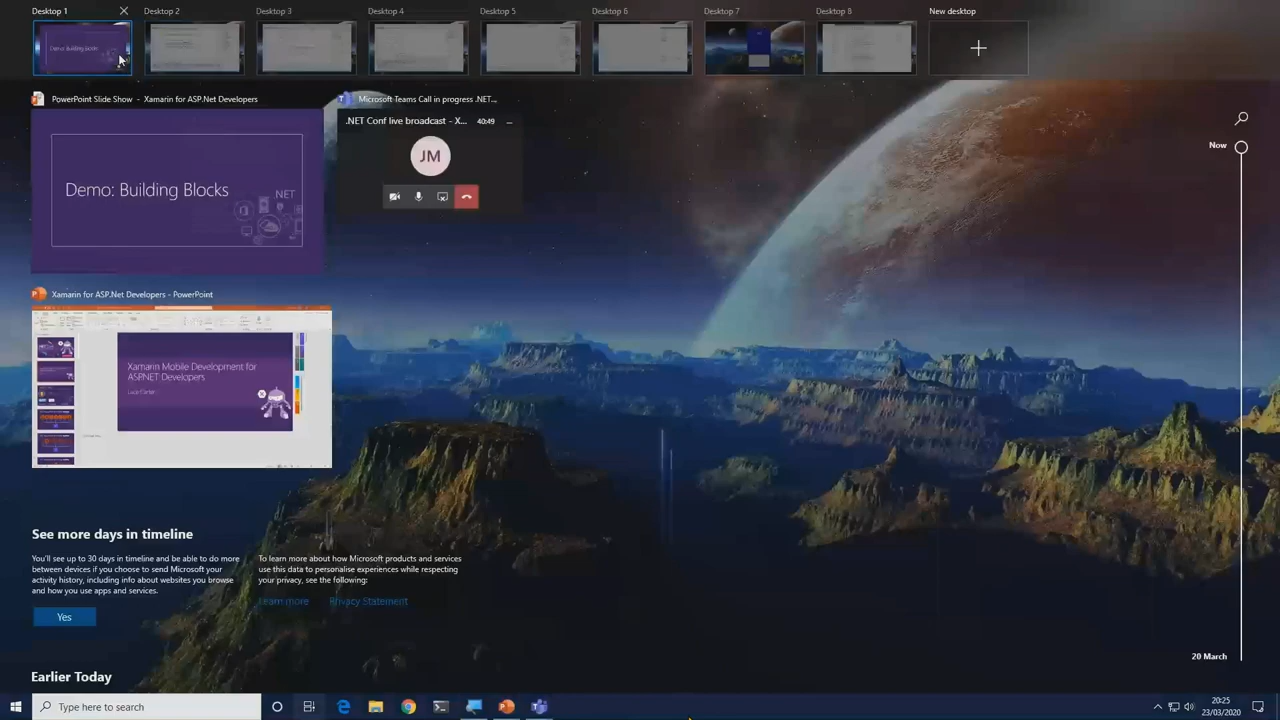 Desktop 1
Desktop 2
Desktop 3
Desktop 4
Desktop 5
Desktop 6
Desktop 7
Desktop 8
New desktop
Demo: Building Blocks
PowerPoint Slide Show - Xamarin for ASP.Net Developers
Microsoft Teams Call in progress .NET...
.NET Conf live broadcast - X... 40:49 ...
JM
Demo: Building Blocks
.NET
Now
Xamarin for ASP.Net Developers - PowerPoint
Xamarin Mobile Development for
ASP.NET Developers
See more days in timeline
You'll see up to 30 days in timeline and be able to do more
between devices if you choose to send Microsoft your
activity history, including info about websites you browse
and how you use apps and services.
To learn more about how Microsoft products and services
use this data to personalise experiences while respecting
your privacy, see the following:
Learn more Privacy Statement
Yes
20 March
Earlier Today
Type here to search
20:25
23/03/2020